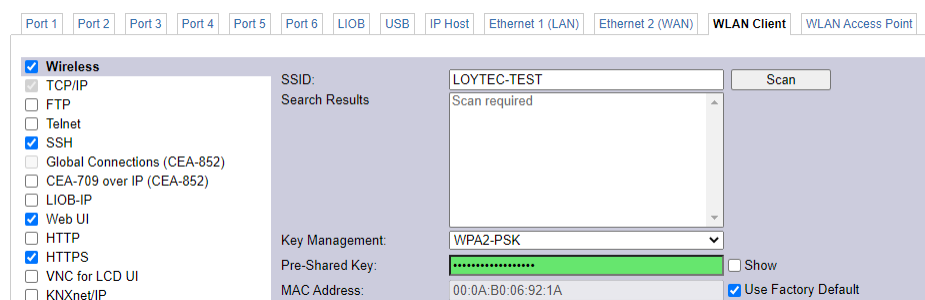 Port 1 Port 2 Port 3 Port 4 Port 5 Port 6 LIOB USB IP Host Ethernet 1 (LAN) Ethernet 2 (WAN) WLAN Client WLAN Access Point
Wireless
TCP/IP
FTP
Telnet
SSH
Global Connections (CEA-852)
CEA-709 over IP (CEA-852)
LIOB-IP
Web UI
HTTP
HTTPS
VNC for LCD UI
KNXnet/IP
SSID: LOYTEC-TEST Scan
Search Results Scan required
Key Management: WPA2-PSK
Pre-Shared Key: •••••••••••••••••• Show
MAC Address: 00:0A:B0:06:92:1A Use Factory Default